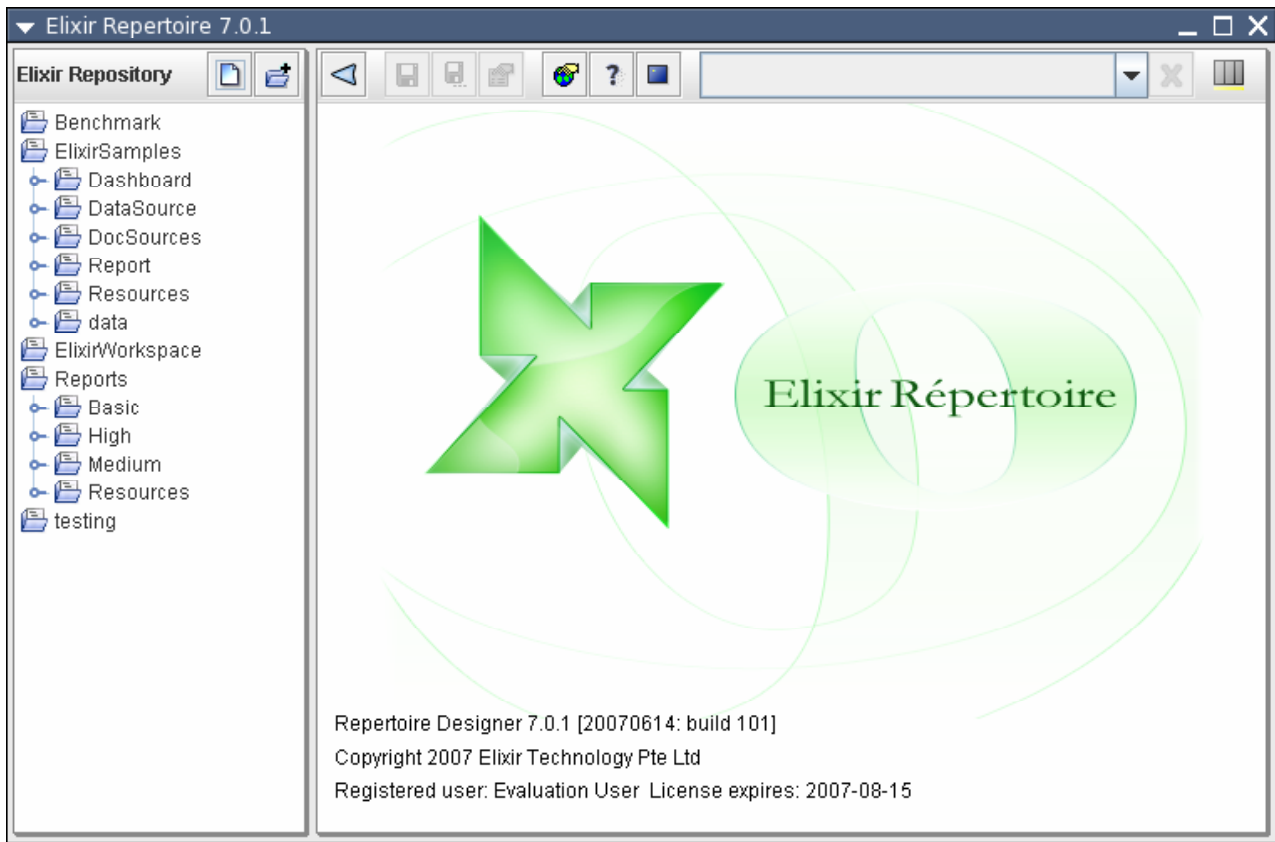 Elixir Repertoire 7.0.1
Elixir Repository
Benchmark
ElixirSamples
Dashboard
DataSource
DocSources
Report
Resources
data
ElixirWorkspace
Reports
Basic
High
Medium
Resources
testing
?
Elixir Répertoire
Repertoire Designer 7.0.1 [20070614: build 101]
Copyright 2007 Elixir Technology Pte Ltd
Registered user: Evaluation User License expires: 2007-08-15